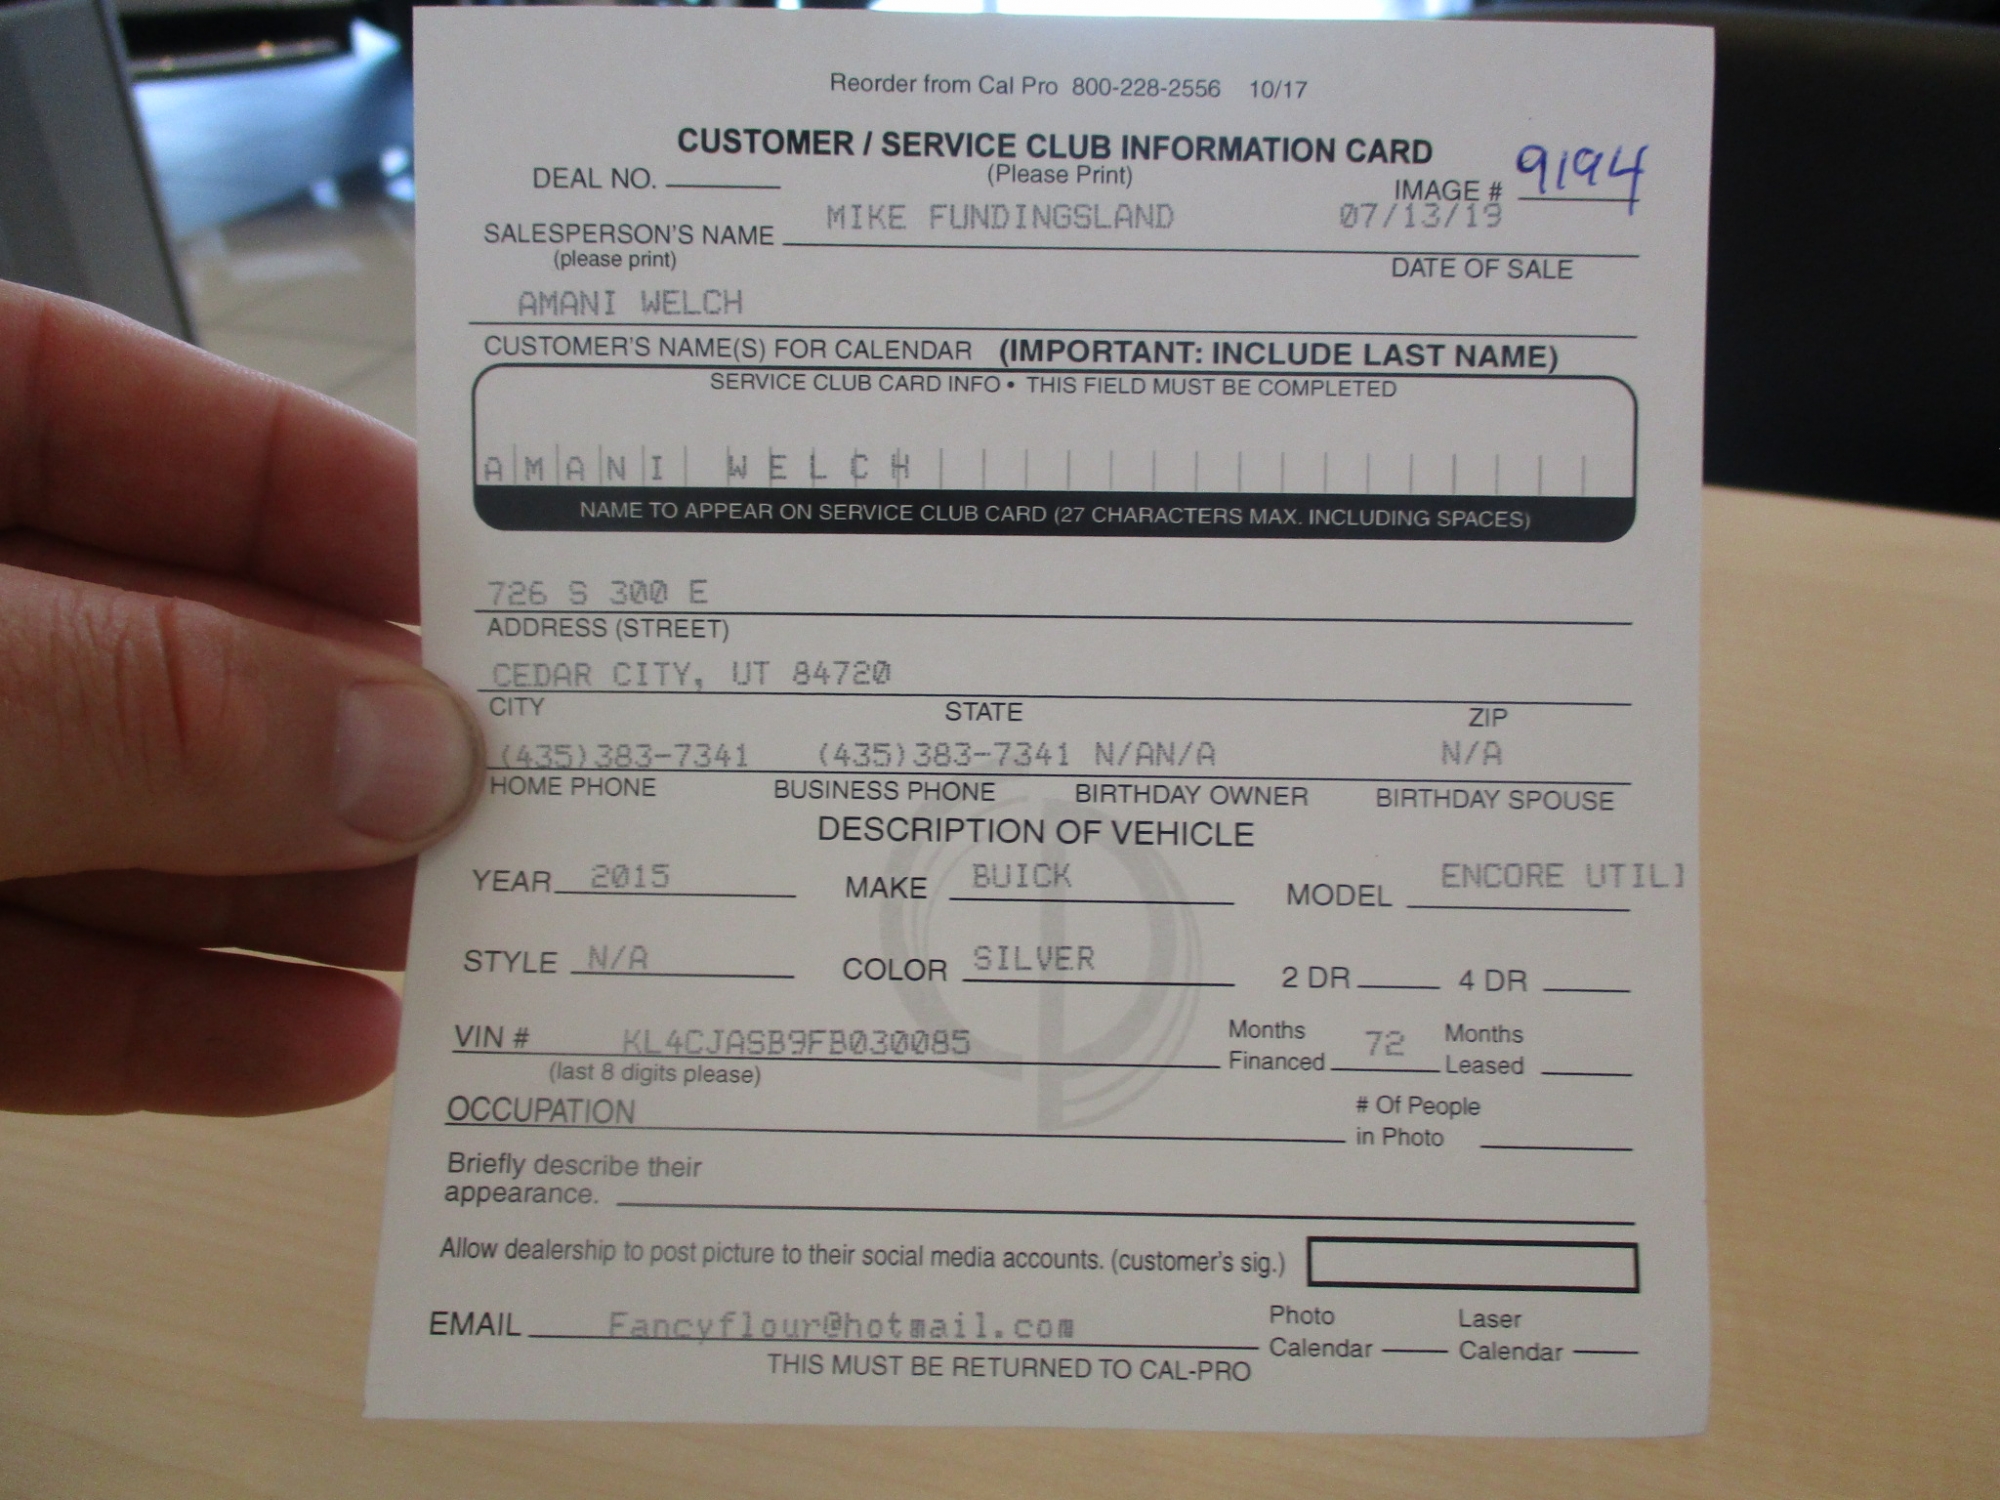 Reorder from Cal Pro 800-228-2556 10/17
CUSTOMER / SERVICE CLUB INFORMATION CARD
DEAL NO. (Please Print) IMAGE # 9194
SALESPERSON'S NAME MIKE FUNDINGSLAND 07/13/19
(please print) DATE OF SALE
AMANI WELCH
CUSTOMER'S NAME(S) FOR CALENDAR (IMPORTANT: INCLUDE LAST NAME)
SERVICE CLUB CARD INFO • THIS FIELD MUST BE COMPLETED
AMANI WELCH
NAME TO APPEAR ON SERVICE CLUB CARD (27 CHARACTERS MAX. INCLUDING SPACES)
726 S 300 E
ADDRESS (STREET)
CEDAR CITY, UT 84720
CITY STATE ZIP
(435)383-7341 (435)383-7341 N/AN/A N/A
HOME PHONE BUSINESS PHONE BIRTHDAY OWNER BIRTHDAY SPOUSE
DESCRIPTION OF VEHICLE
YEAR 2015 MAKE BUICK MODEL ENCORE UTILI
STYLE N/A COLOR SILVER 2 DR 4 DR
VIN # KL4CJASB9FB030085 Months Financed 72 Months Leased
(last 8 digits please)
OCCUPATION # Of People in Photo
Briefly describe their
appearance.
Allow dealership to post picture to their social media accounts. (customer's sig.)
EMAIL Fancyflour@hotmail.com Photo Calendar Laser Calendar
THIS MUST BE RETURNED TO CAL-PRO